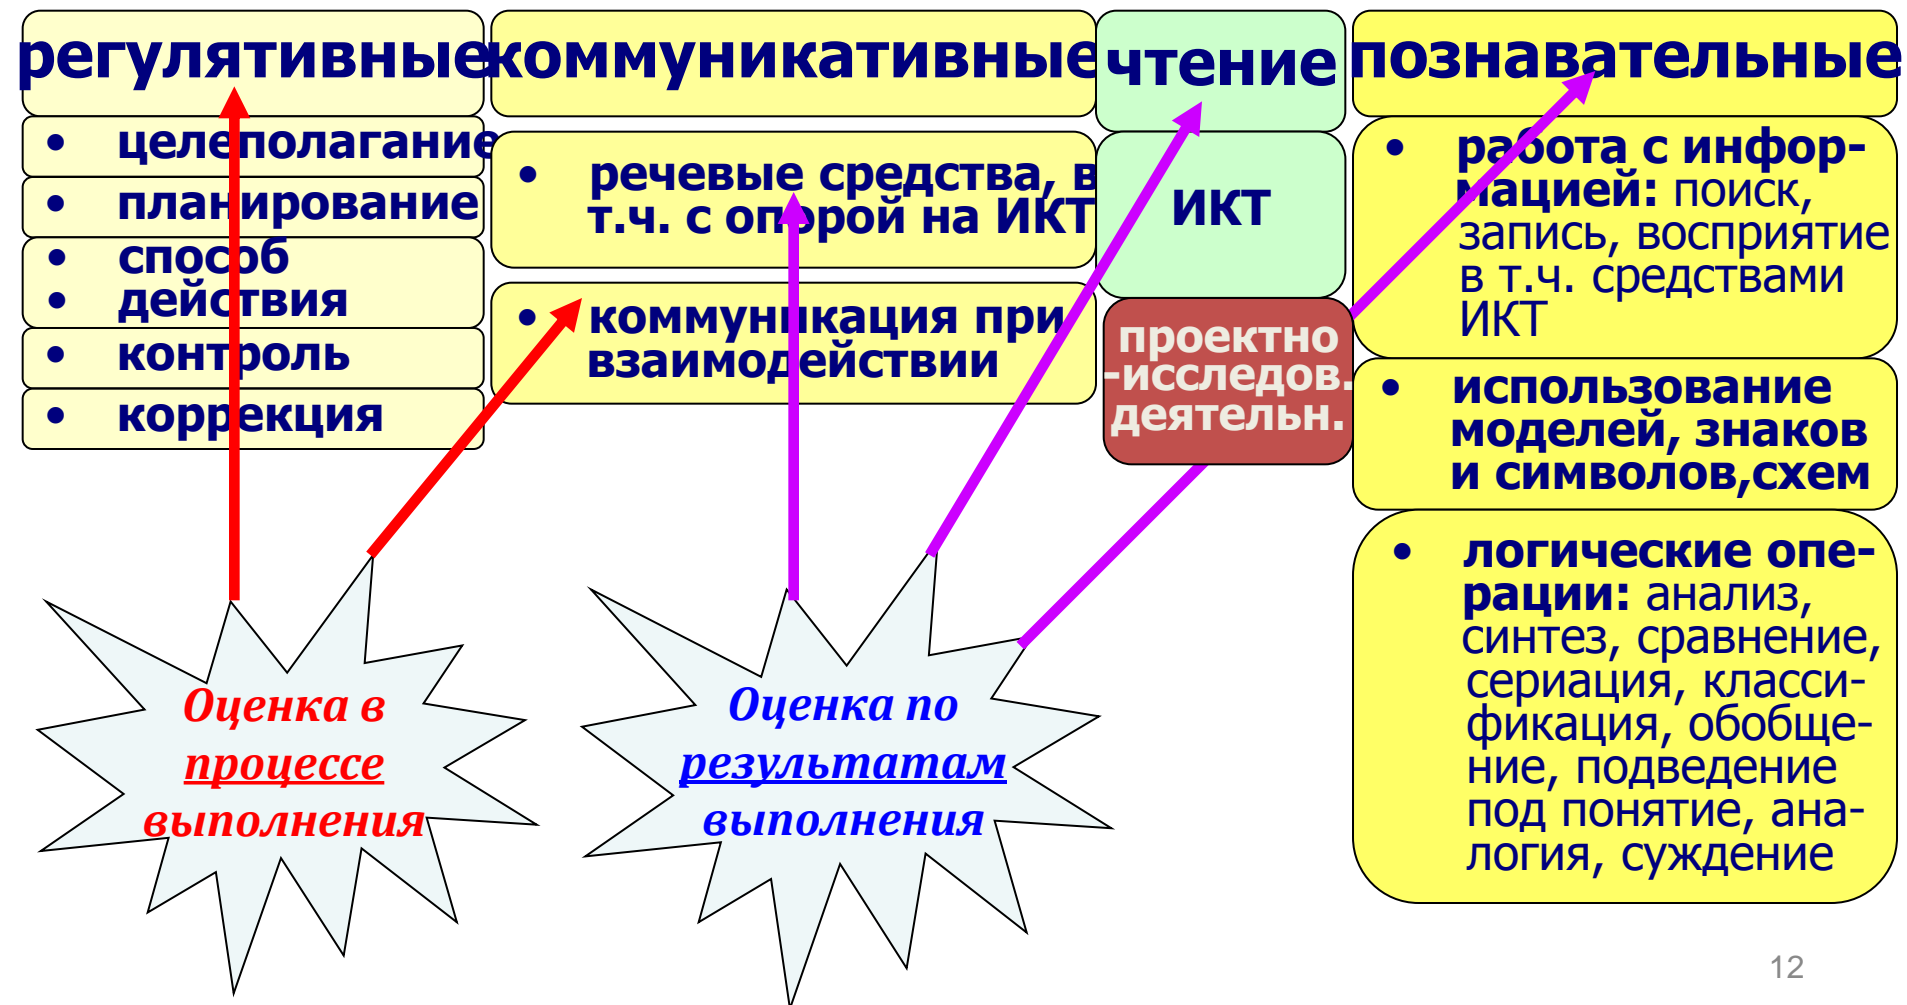 регулятивные
коммуникативные
чтение
познавательные
• целеполагание
• планирование
• способ
• действия
• контроль
• коррекция
• речевые средства, в
т.ч. с опорой на ИКТ
• коммуникация при
взаимодействии
ИКТ
проектно
-исследов.
деятельн.
• работа с инфор-
мацией: поиск,
запись, восприятие
в т.ч. средствами
ИКТ
• использование
моделей, знаков
и символов,схем
• логические опе-
рации: анализ,
синтез, сравнение,
сериация, класси-
фикация, обобще-
ние, подведение
под понятие, ана-
логия, суждение
Оценка в
процессе
выполнения
Оценка по
результатам
выполнения
12